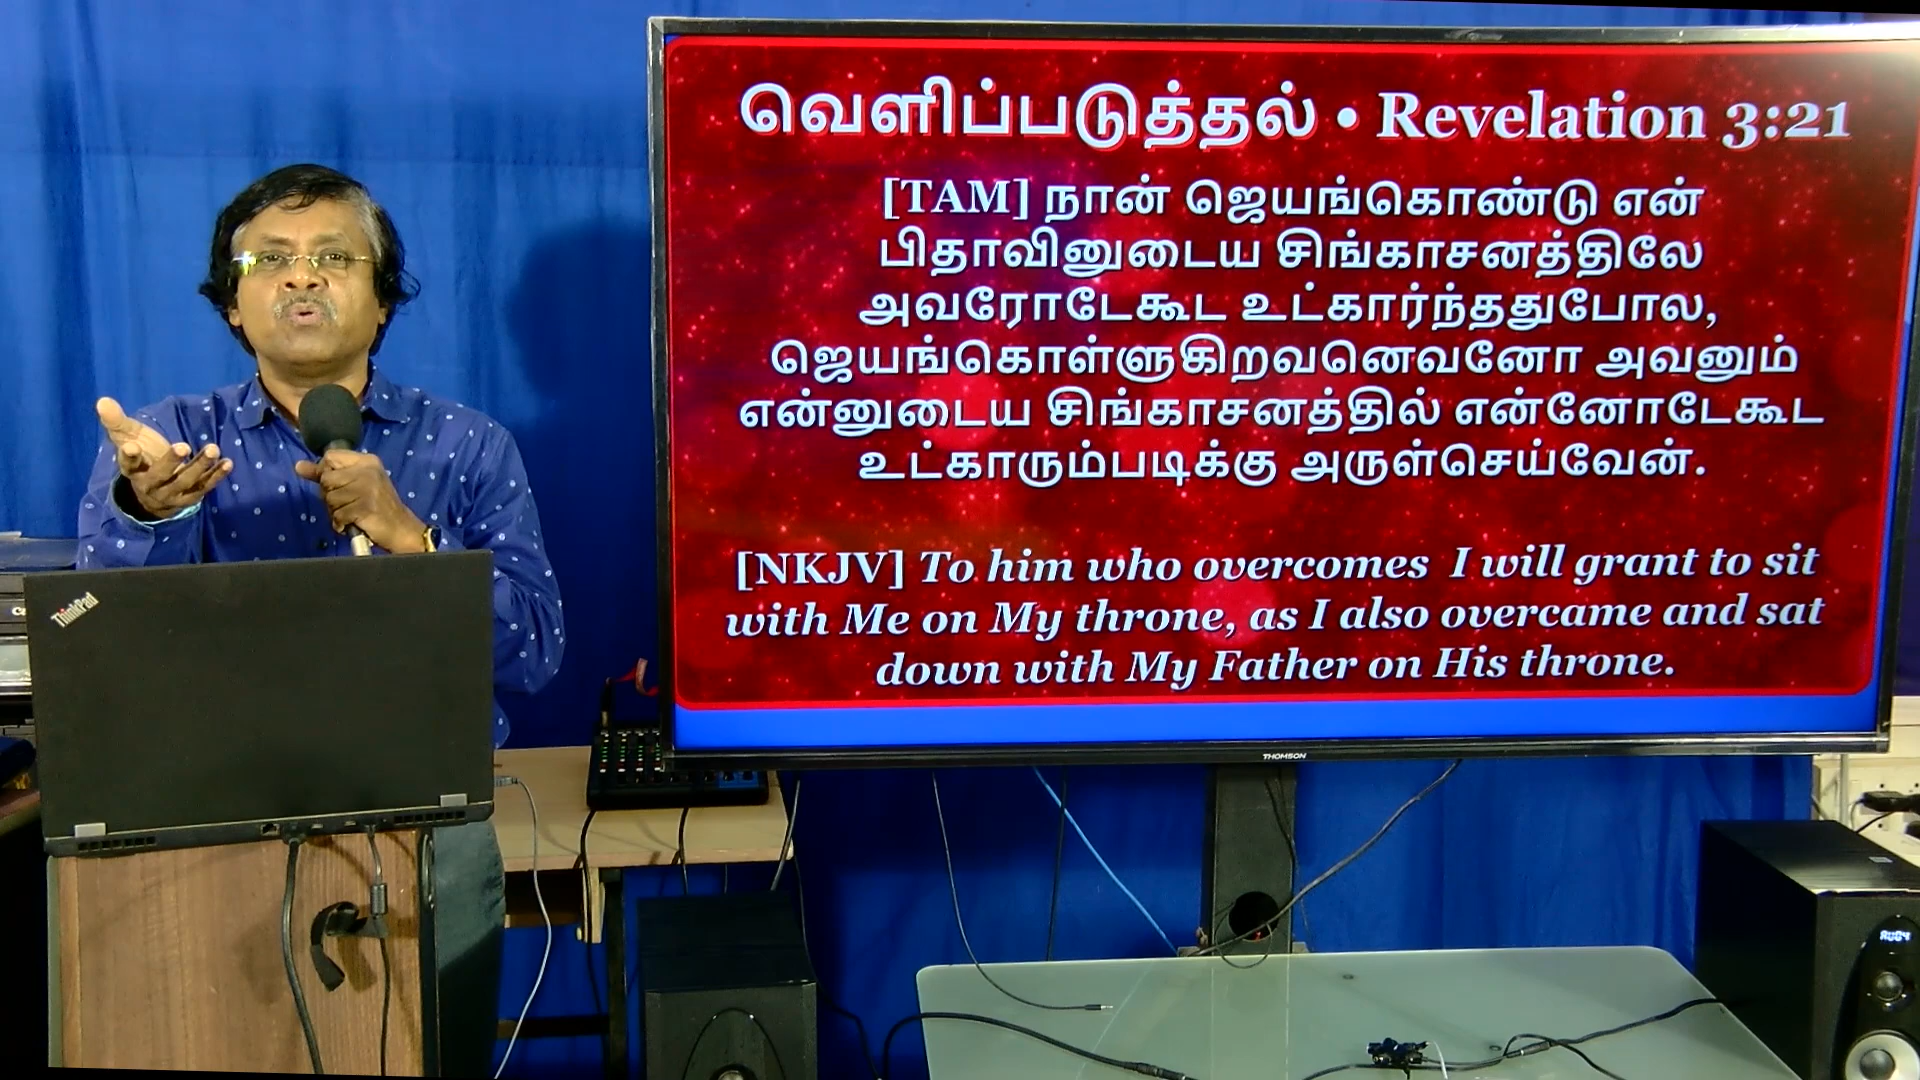 வெளிப்படுத்தல் • Revelation 3:21
[TAM] நான் ஜெயங்கொண்டு என்
பிதாவினுடைய சிங்காசனத்திலே
அவரோடேகூட உட்கார்ந்ததுபோல,
ஜெயங்கொள்ளுகிறவனெவனோ அவனும்
என்னுடைய சிங்காசனத்தில் என்னோடேகூட
உட்காரும்படிக்கு அருள்செய்வேன்.
[NKJV] To him who overcomes I will grant to sit
with Me on My throne, as I also overcame and sat
down with My Father on His throne.
THOMSON
ThinkPad